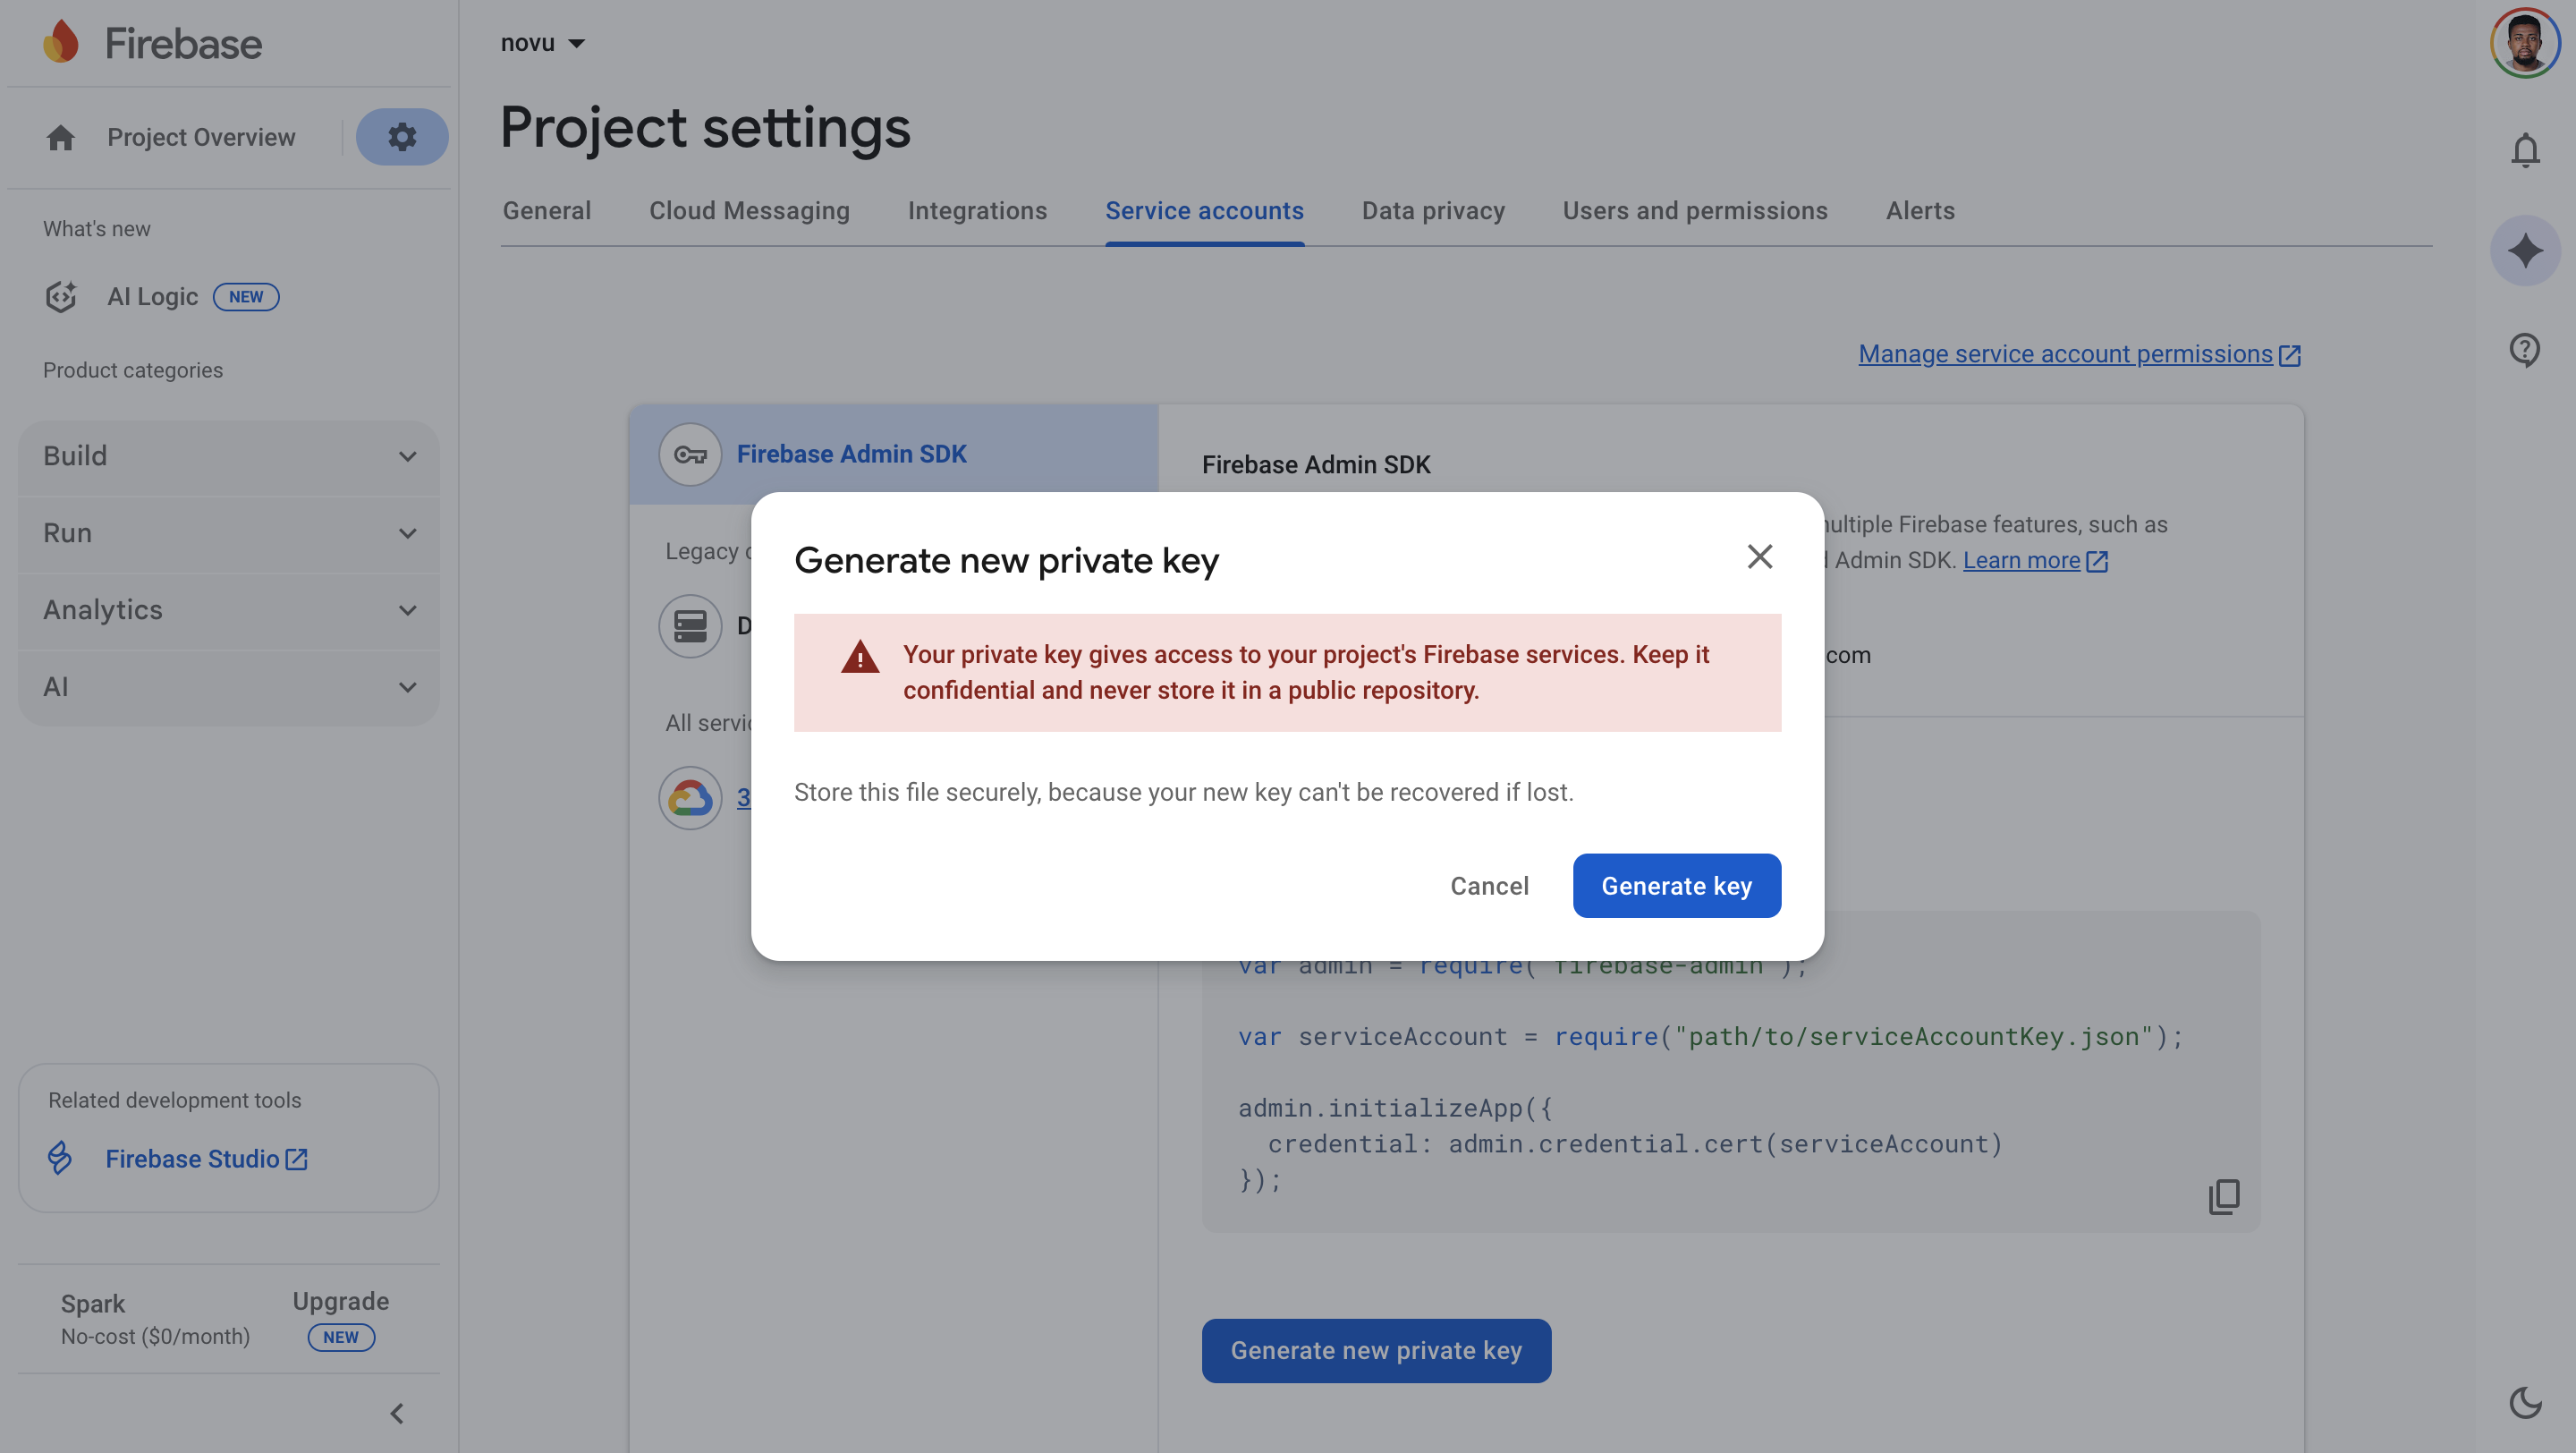 Firebase
Project Overview
What's new
AI Logic NEW
Product categories
Build
Run
Analytics
AI
Related development tools
Firebase Studio
Spark
No-cost ($0/month)
Upgrade
NEW
novu
Project settings
General Cloud Messaging Integrations Service accounts Data privacy Users and permissions Alerts
Manage service account permissions
Firebase Admin SDK
Legacy
D
All
3
Firebase Admin SDK
Firebase features, such as
Admin SDK. Learn more
com
Generate new private key
Your private key gives access to your project's Firebase services. Keep it
confidential and never store it in a public repository.
Store this file securely, because your new key can't be recovered if lost.
Cancel
Generate key
var admin = require("firebase-admin");
var serviceAccount = require("path/to/serviceAccountKey.json");
admin.initializeApp({
credential: admin.credential.cert(serviceAccount)
});
Generate new private key